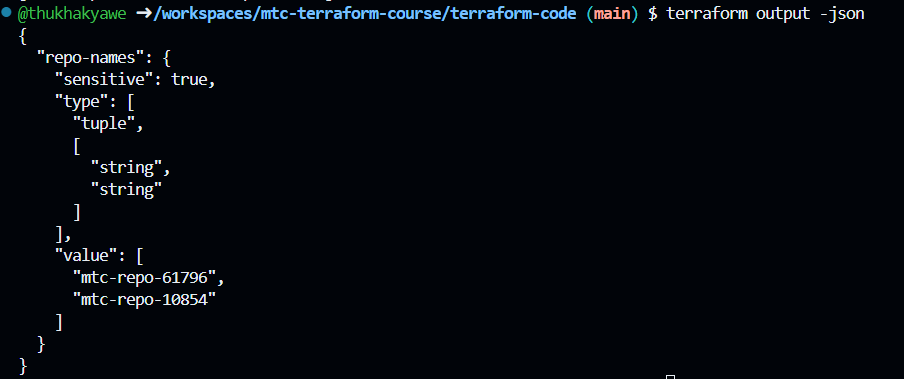 @thukhakyawe ➜/workspaces/mtc-terraform-course/terraform-code (main) $ terraform output -json
{
  "repo-names": {
    "sensitive": true,
    "type": [
      "tuple",
      [
        "string",
        "string"
      ]
    ],
    "value": [
      "mtc-repo-61796",
      "mtc-repo-10854"
    ]
  }
}